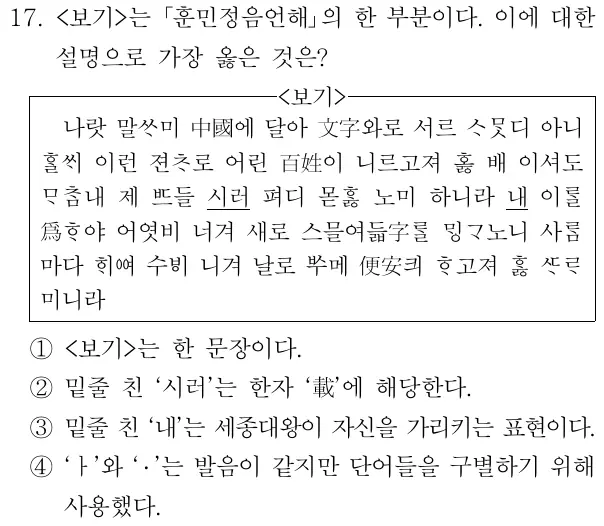 17. <보기>는 「훈민정음언해」의 한 부분이다. 이에 대한
설명으로 가장 옳은 것은?
<보기>
나랏 말ᄊᆞ미 中國에 달아 文字와로 서르 ᄉᆞᄆᆞᆺ디 아니
ᄒᆞᆯᄊᆡ 이런 젼ᄎᆞ로 어린 百姓이 니르고져 호ᇙ 배 이셔도
ᄆᆞᄎᆞᆷ내 제 ᄠᅳ들 시러 펴디 몯ᄒᆞᇙ 노미 하니라 내 이ᄅᆞᆯ
爲ᄒᆞ야 어엿비 너겨 새로 스믈여듧字ᄅᆞᆯ ᄆᆡᇰᄀᆞ노니 사ᄅᆞᆷ
마다 ᄒᆡᅇᅧ 수ᄫᅵ 니겨 날로 ᄡᅮ메 便安킈 ᄒᆞ고져 ᄒᆞᇙ ᄯᆞᄅᆞ
미니라
① <보기>는 한 문장이다.
② 밑줄 친 ‘시러’는 한자 ‘載’에 해당한다.
③ 밑줄 친 ‘내’는 세종대왕이 자신을 가리키는 표현이다.
④ ‘ㅏ’와 ‘ㆍ’는 발음이 같지만 단어들을 구별하기 위해
사용했다.